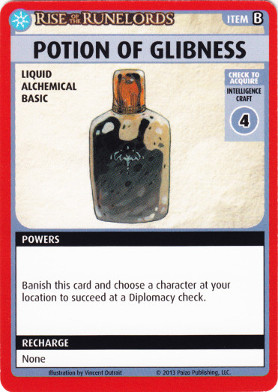 RISE OF THE RUNELORDS
ITEM B
POTION OF GLIBNESS
LIQUID
ALCHEMICAL
BASIC
CHECK TO
ACQUIRE
INTELLIGENCE
CRAFT
4
POWERS
Banish this card and choose a character at your
location to succeed at a Diplomacy check.
RECHARGE
None
Illustration by Vincent Dutrait
© 2013 Paizo Publishing, LLC.